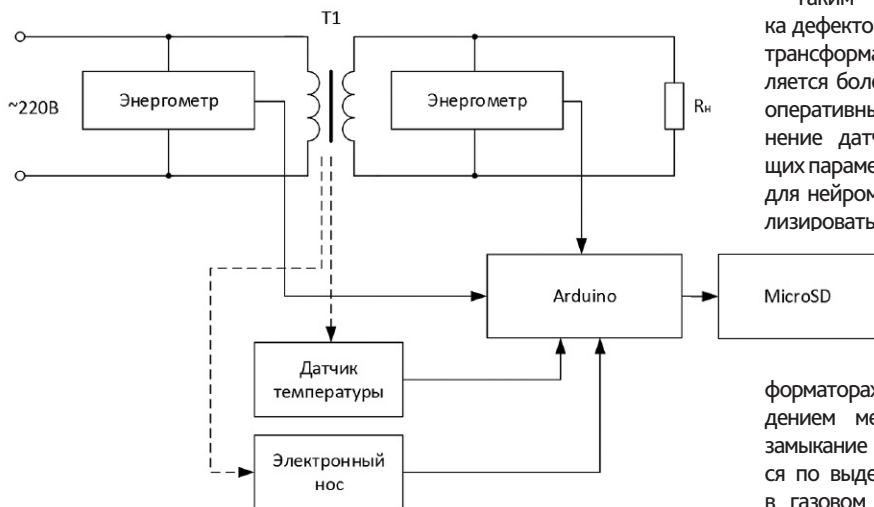 T1
~220В
Энергометр
Энергометр
Rн
Arduino
MicroSD
Датчик
температуры
Электронный
нос
ка дефекто
трансформа
ляется боле
оперативны
нение датч
щих параме
для нейром
лизировать
форматорах
дением ме
замыкание
ся по выде
в газовом